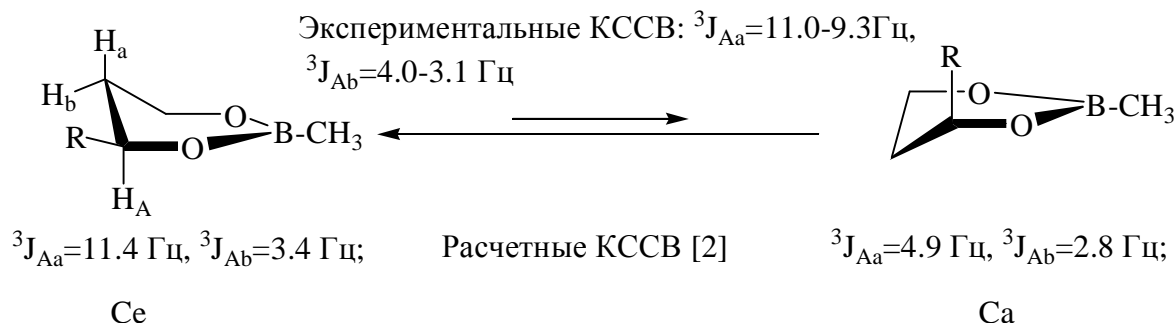 Экспериментальные КССВ: ³J_Aa=11.0-9.3Гц,
³J_Ab=4.0-3.1 Гц
H_a
H_b
R
O
O
B-CH₃
H_A
R
O
O
B-CH₃
³J_Aa=11.4 Гц, ³J_Ab=3.4 Гц;
Расчетные КССВ [2]
³J_Aa=4.9 Гц, ³J_Ab=2.8 Гц;
Ce
Ca